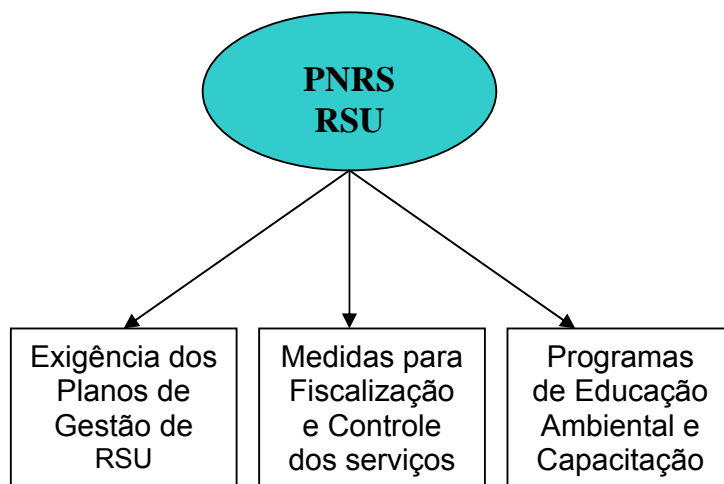 PNRS
RSU
Exigência dos
Planos de
Gestão de
RSU
Medidas para
Fiscalização
e Controle
dos serviços
Programas
de Educação
Ambiental e
Capacitação